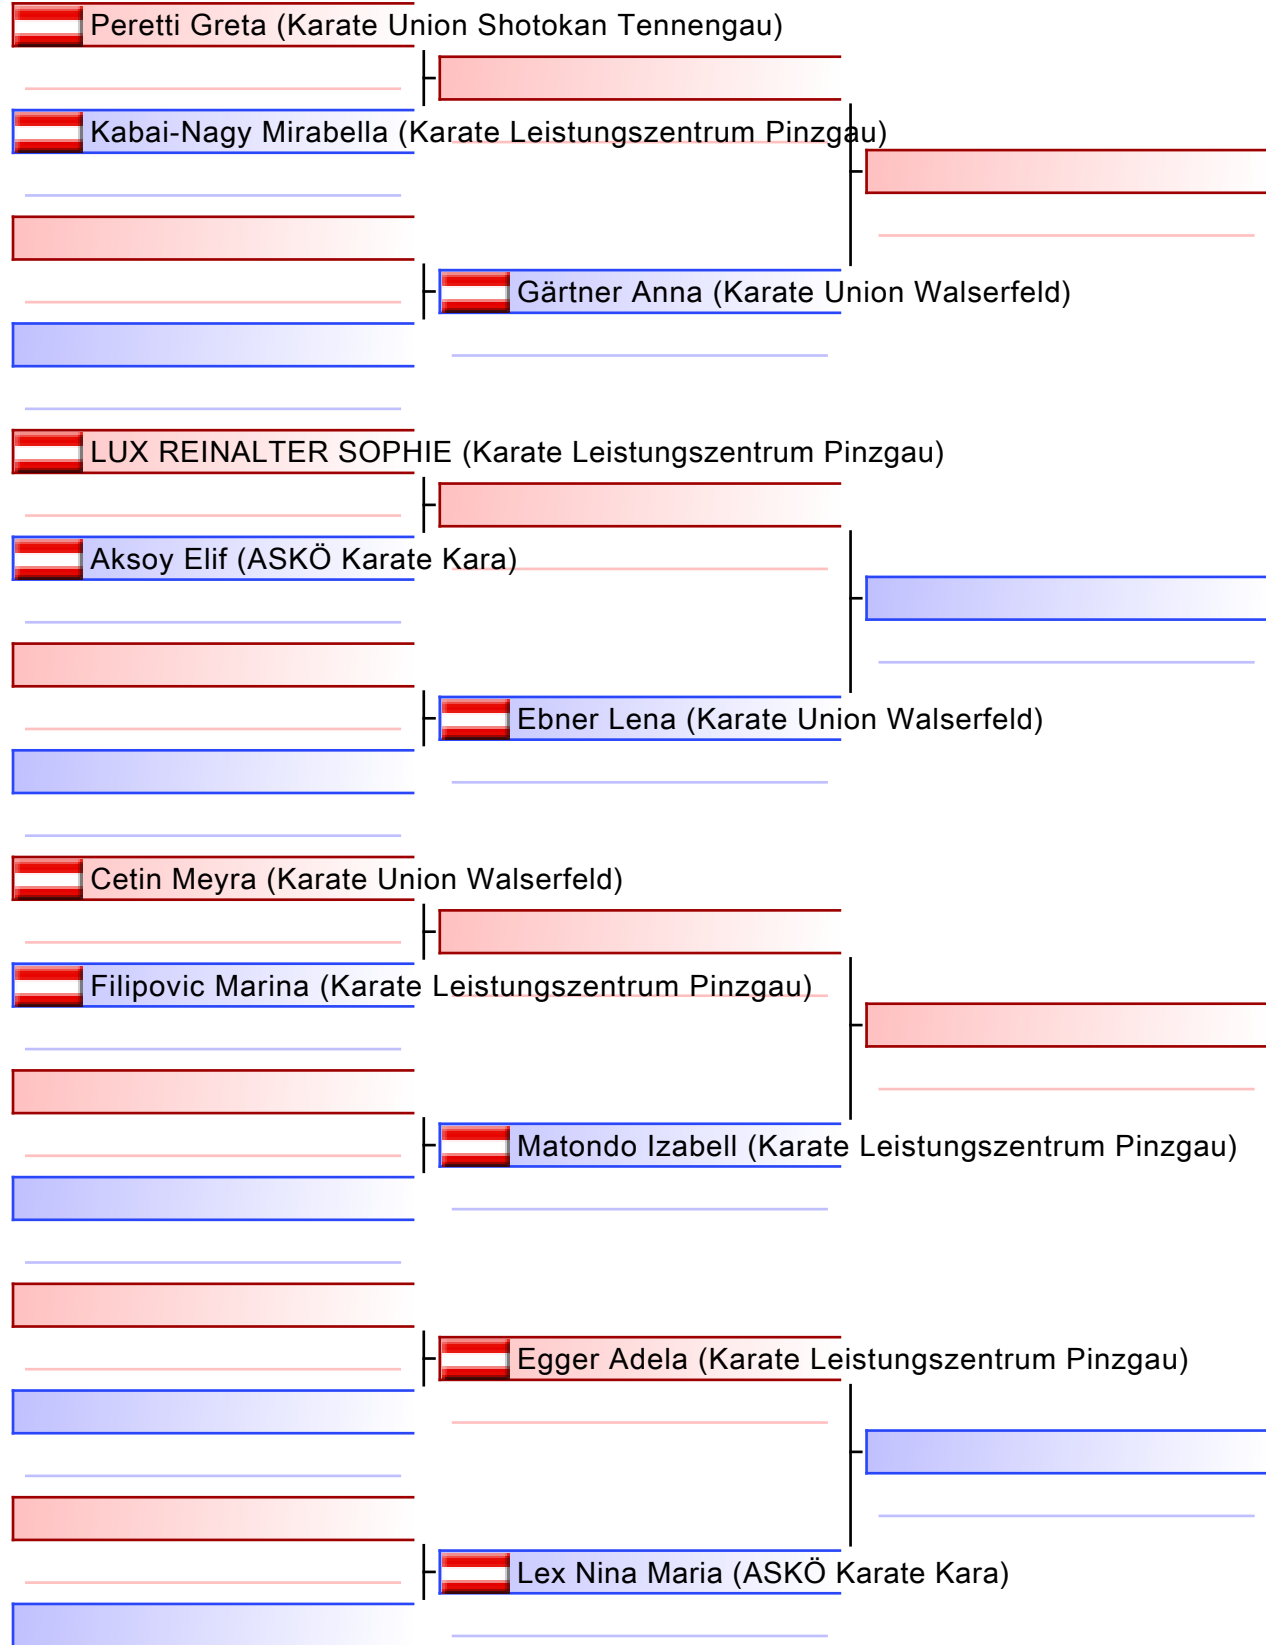 Peretti Greta (Karate Union Shotokan Tennengau)
Kabai-Nagy Mirabella (Karate Leistungszentrum Pinzgau)
Gärtner Anna (Karate Union Walserfeld)
LUX REINALTER SOPHIE (Karate Leistungszentrum Pinzgau)
Aksoy Elif (ASKÖ Karate Kara)
Ebner Lena (Karate Union Walserfeld)
Cetin Meyra (Karate Union Walserfeld)
Filipovic Marina (Karate Leistungszentrum Pinzgau)
Matondo Izabell (Karate Leistungszentrum Pinzgau)
Egger Adela (Karate Leistungszentrum Pinzgau)
Lex Nina Maria (ASKÖ Karate Kara)